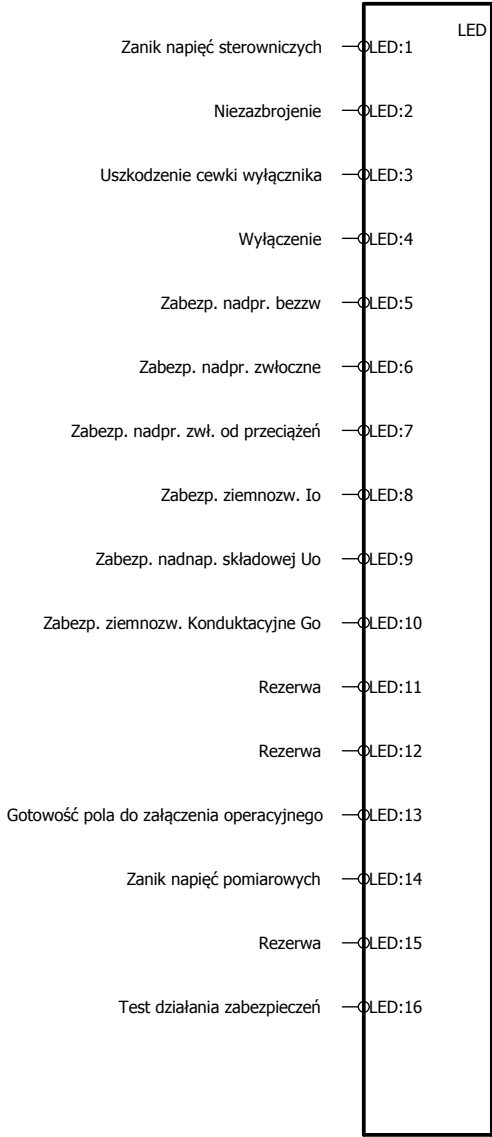 LED
Zanik napięć sterowniczych LED:1
Niezazbrojenie LED:2
Uszkodzenie cewki wyłącznika LED:3
Wyłączenie LED:4
Zabezp. nadpr. bezzw LED:5
Zabezp. nadpr. zwłoczne LED:6
Zabezp. nadpr. zwł. od przeciążeń LED:7
Zabezp. ziemnozw. Io LED:8
Zabezp. nadnap. składowej Uo LED:9
Zabezp. ziemnozw. Konduktacyjne Go LED:10
Rezerwa LED:11
Rezerwa LED:12
Gotowość pola do załączenia operacyjnego LED:13
Zanik napięć pomiarowych LED:14
Rezerwa LED:15
Test działania zabezpieczeń LED:16